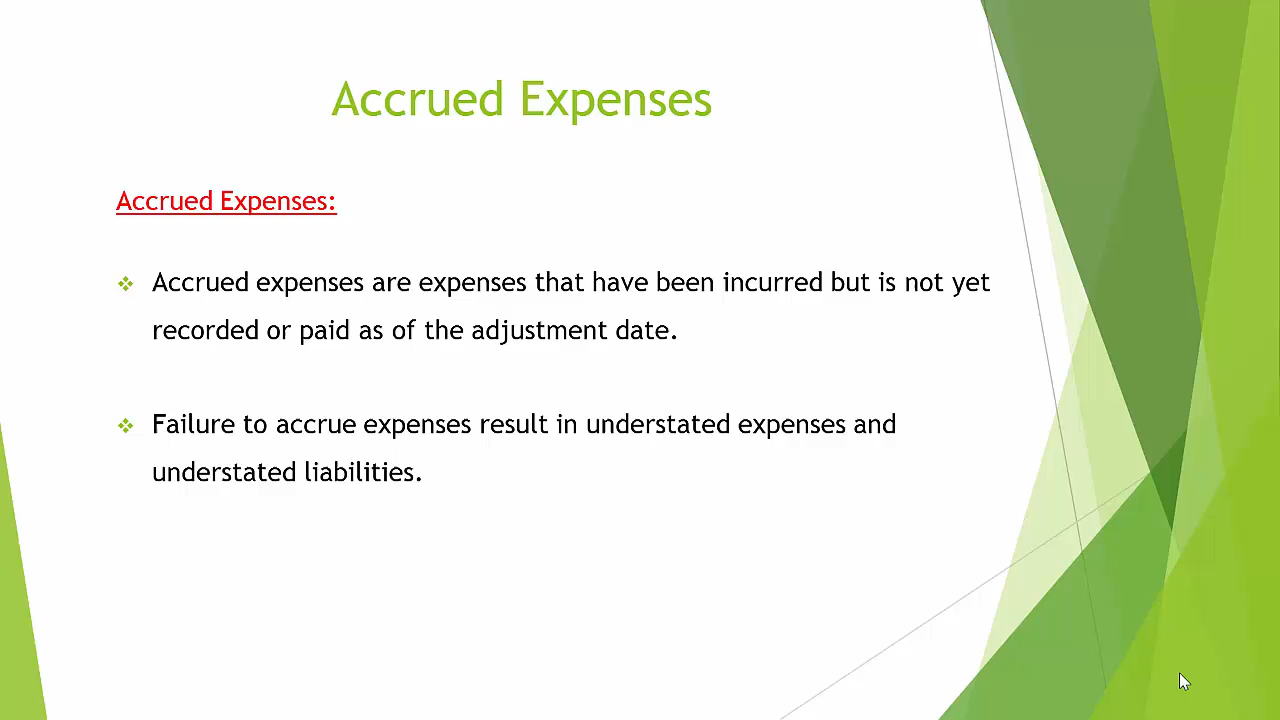 Accrued Expenses
Accrued Expenses:
Accrued expenses are expenses that have been incurred but is not yet
recorded or paid as of the adjustment date.
Failure to accrue expenses result in understated expenses and
understated liabilities.